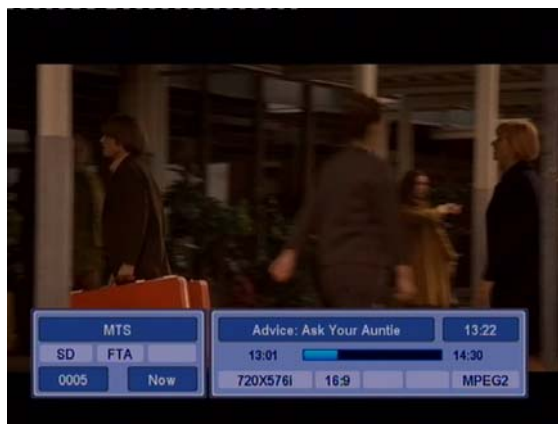 MTS
SD FTA
0005 Now
Advice: Ask Your Auntie 13:22
13:01 14:30
720X576i 16:9 MPEG2